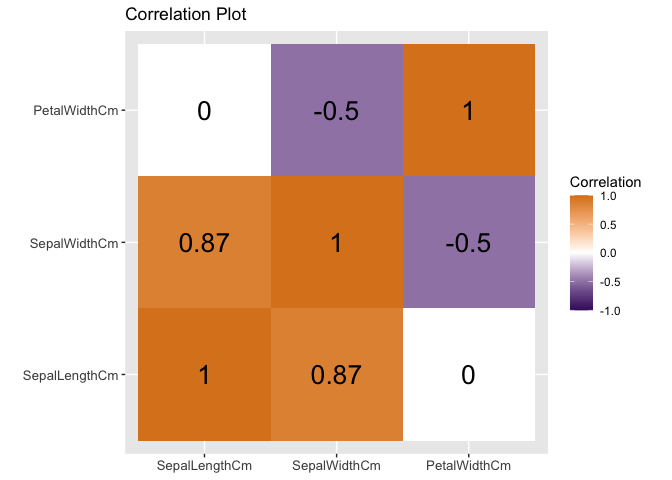 Correlation Plot
PetalWidthCm
0 -0.5 1
SepalWidthCm
0.87 1 -0.5
SepalLengthCm
1 0.87 0
SepalLengthCm SepalWidthCm PetalWidthCm
Correlation
1.0
0.5
0.0
-0.5
-1.0